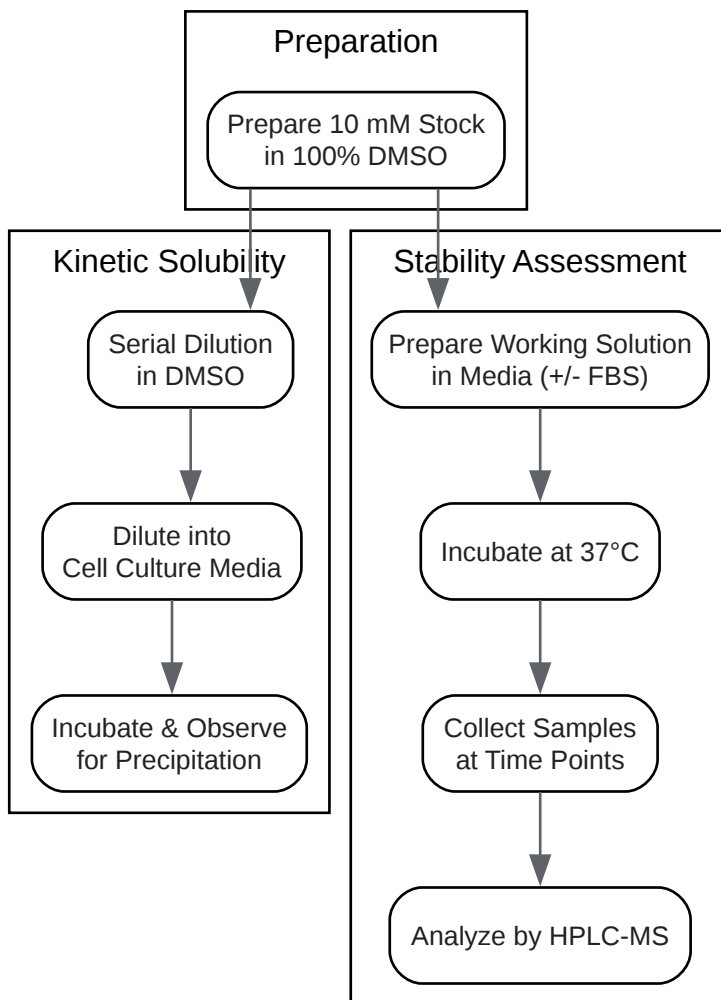 Preparation
Prepare 10 mM Stock
in 100% DMSO
Kinetic Solubility
Serial Dilution
in DMSO
Dilute into
Cell Culture Media
Incubate & Observe
for Precipitation
Stability Assessment
Prepare Working Solution
in Media (+/- FBS)
Incubate at 37°C
Collect Samples
at Time Points
Analyze by HPLC-MS